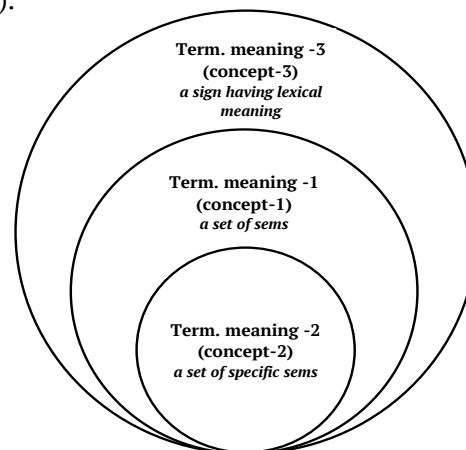 ).
Term. meaning -3
(concept-3)
a sign having lexical
meaning
Term. meaning -1
(concept-1)
a set of sems
Term. meaning -2
(concept-2)
a set of specific sems